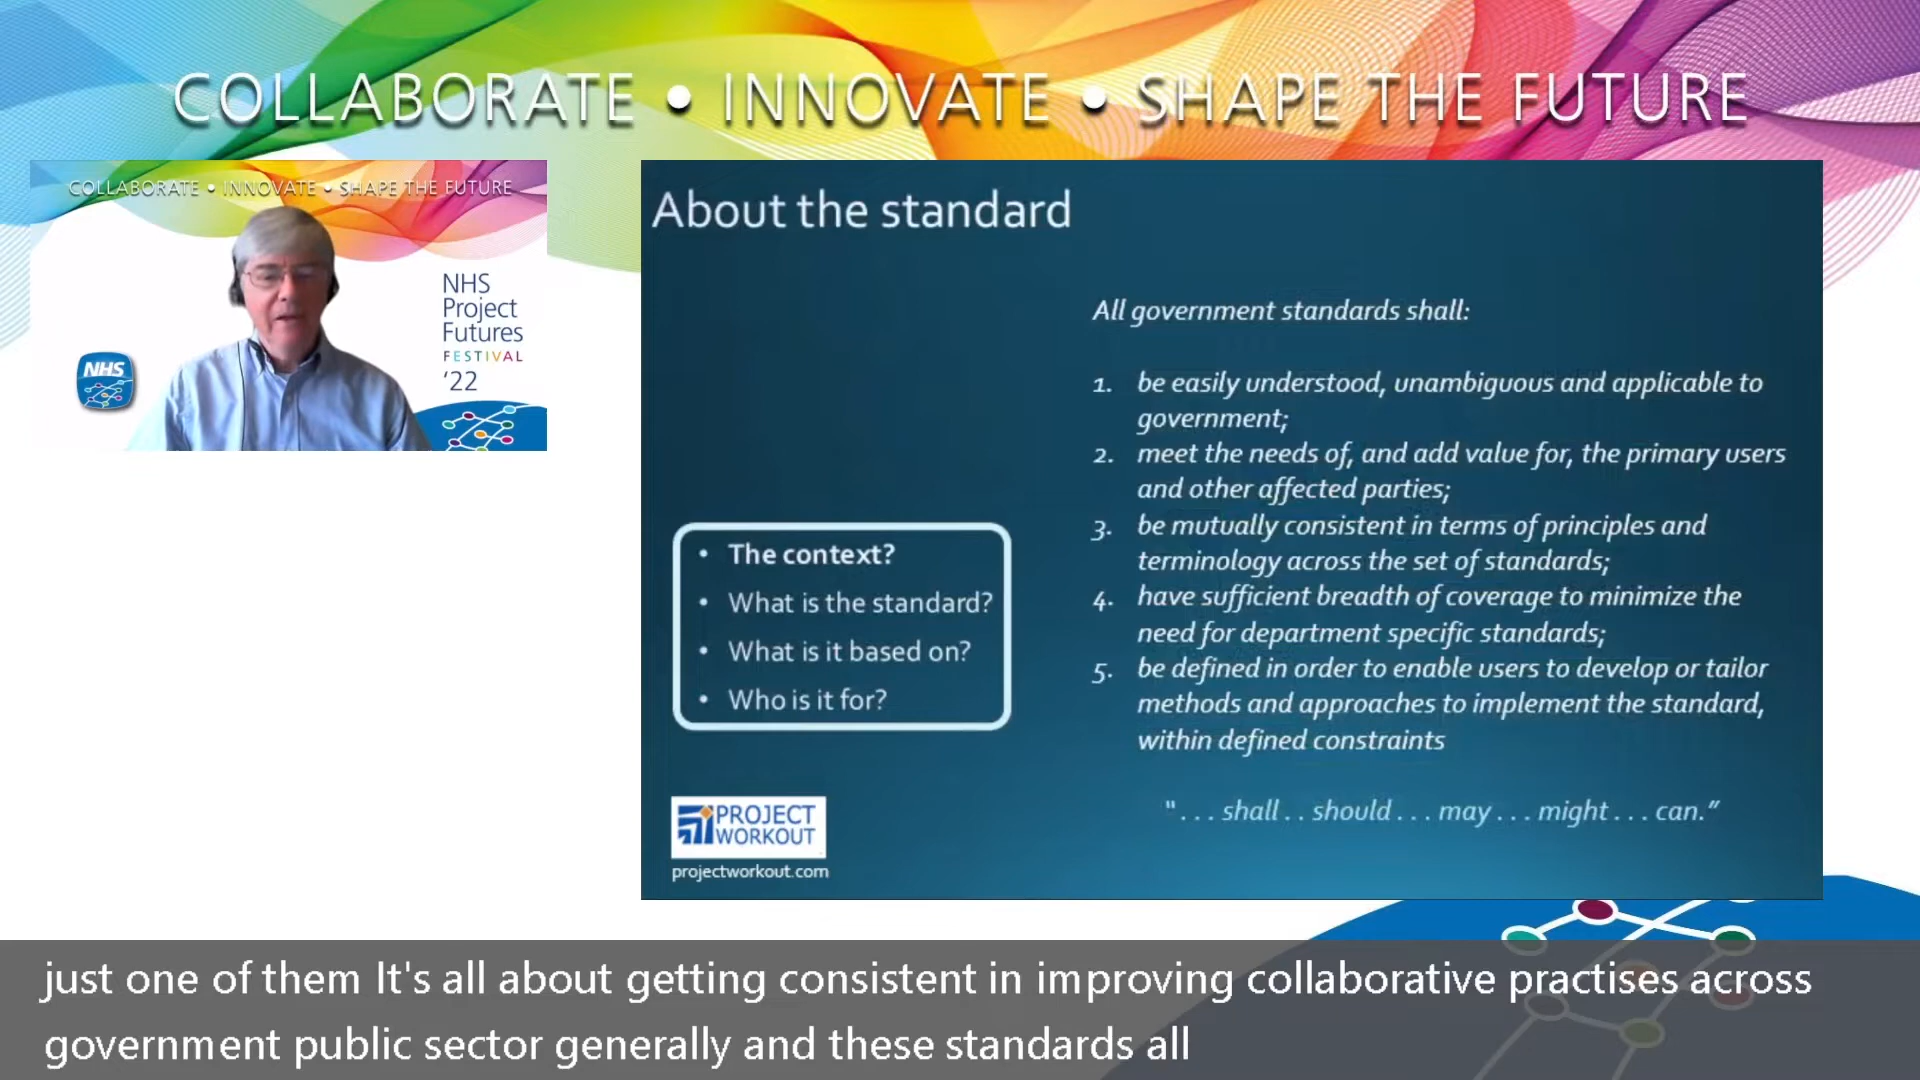 COLLABORATE • INNOVATE • SHAPE THE FUTURE
COLLABORATE • INNOVATE • SHAPE THE FUTURE
NHS
Project
Futures
FESTIVAL
'22
NHS
About the standard
• The context?
• What is the standard?
• What is it based on?
• Who is it for?
All government standards shall:
1. be easily understood, unambiguous and applicable to
government;
2. meet the needs of, and add value for, the primary users
and other affected parties;
3. be mutually consistent in terms of principles and
terminology across the set of standards;
4. have sufficient breadth of coverage to minimize the
need for department specific standards;
5. be defined in order to enable users to develop or tailor
methods and approaches to implement the standard,
within defined constraints
“ . . . shall . . should . . . may . . . might . . . can.”
PROJECT
WORKOUT
projectworkout.com
just one of them It's all about getting consistent in improving collaborative practises across
government public sector generally and these standards all